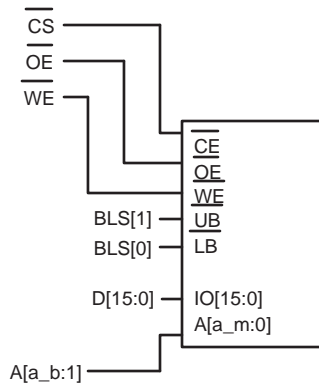 CS
OE
WE
CE
OE
WE
BLS[1] UB
BLS[0] LB
D[15:0] IO[15:0]
A[a_m:0]
A[a_b:1]